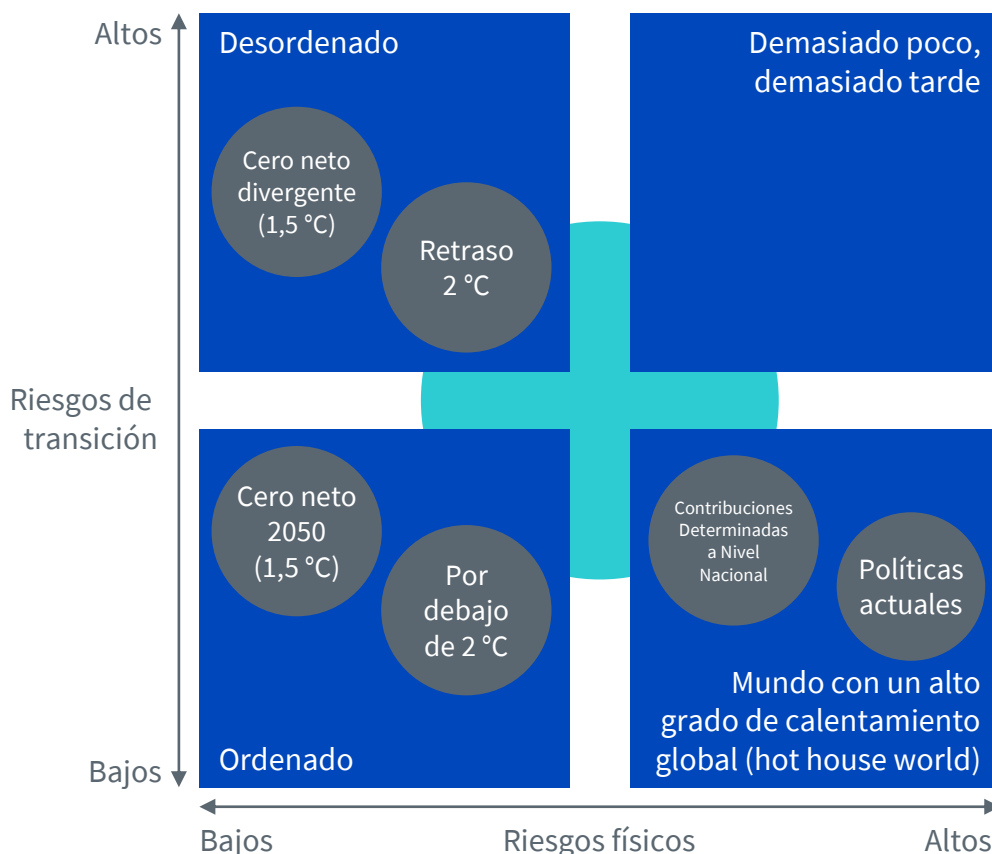 Altos
Desordenado
Demasiado poco,
demasiado tarde
Cero neto
divergente
(1,5 °C)
Retraso
2 °C
Riesgos de
transición
Cero neto
2050
(1,5 °C)
Por
debajo
de 2 °C
Contribuciones
Determinadas
a Nivel
Nacional
Políticas
actuales
Mundo con un alto
grado de calentamiento
global (hot house world)
Ordenado
Bajos
Bajos
Riesgos físicos
Altos